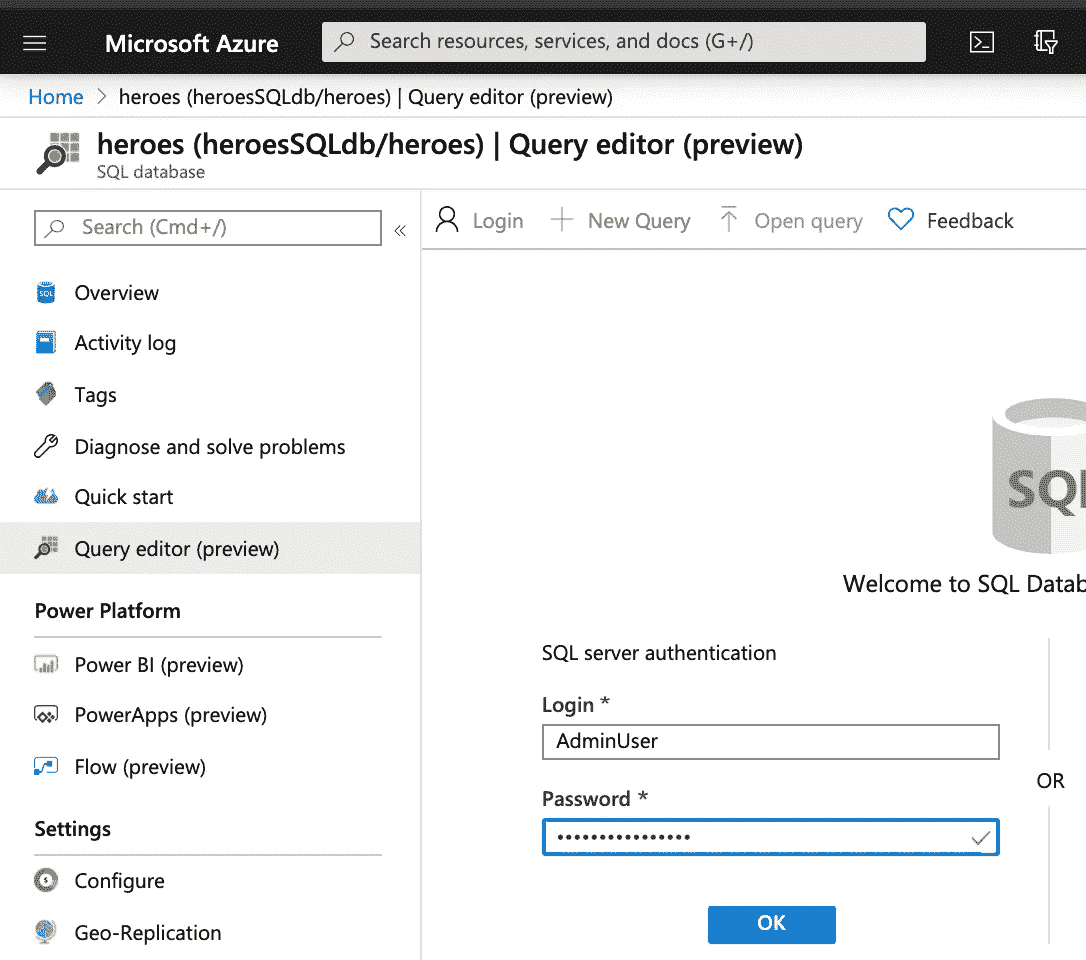 Microsoft Azure
Search resources, services, and docs (G+/)
Home > heroes (heroesSQLdb/heroes) | Query editor (preview)
heroes (heroesSQLdb/heroes) | Query editor (preview)
SQL database
Search (Cmd+/)
«
Login
New Query
Open query
Feedback
SQL
Overview
Activity log
Tags
Diagnose and solve problems
Quick start
Query editor (preview)
Power Platform
Power BI (preview)
PowerApps (preview)
Flow (preview)
Settings
Configure
Geo-Replication
SQL
Welcome to SQL Datab
SQL server authentication
Login *
AdminUser
Password *
••••••••••••••••
OK
OR